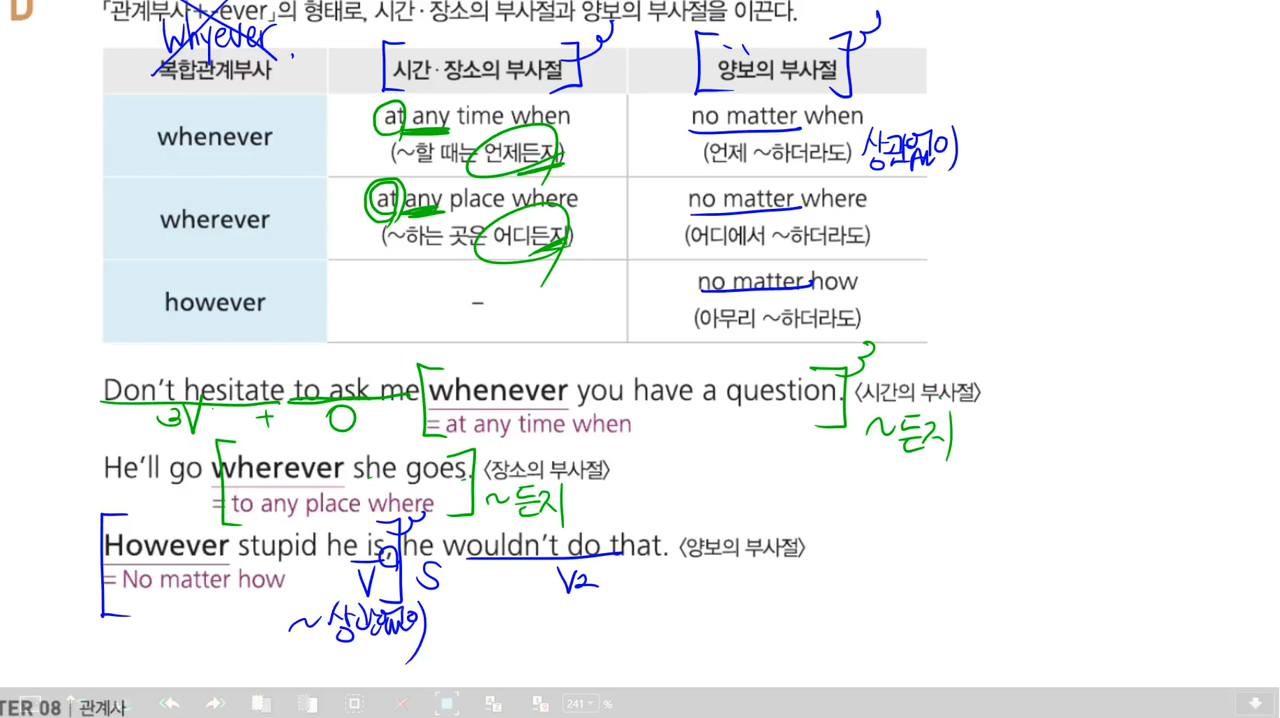 D
「관계부사+-ever」의 형태로, 시간·장소의 부사절과 양보의 부사절을 이끈다.
whyever
복합관계부사 시간·장소의 부사절 양보의 부사절
whenever at any time when no matter when
(~할 때는 언제든지) (언제 ~하더라도) 상관없이
wherever at any place where no matter where
(~하는 곳은 어디든지) (어디에서 ~하더라도)
however – no matter how
(아무리 ~하더라도)
Don't hesitate to ask me whenever you have a question. 〈시간의 부사절〉
3V + O = at any time when ~든지
He'll go wherever she goes. 〈장소의 부사절〉
= to any place where ~든지
However stupid he is, he wouldn't do that. 〈양보의 부사절〉
= No matter how V S V2
~상관없이
TER 08 | 관계사 241 %